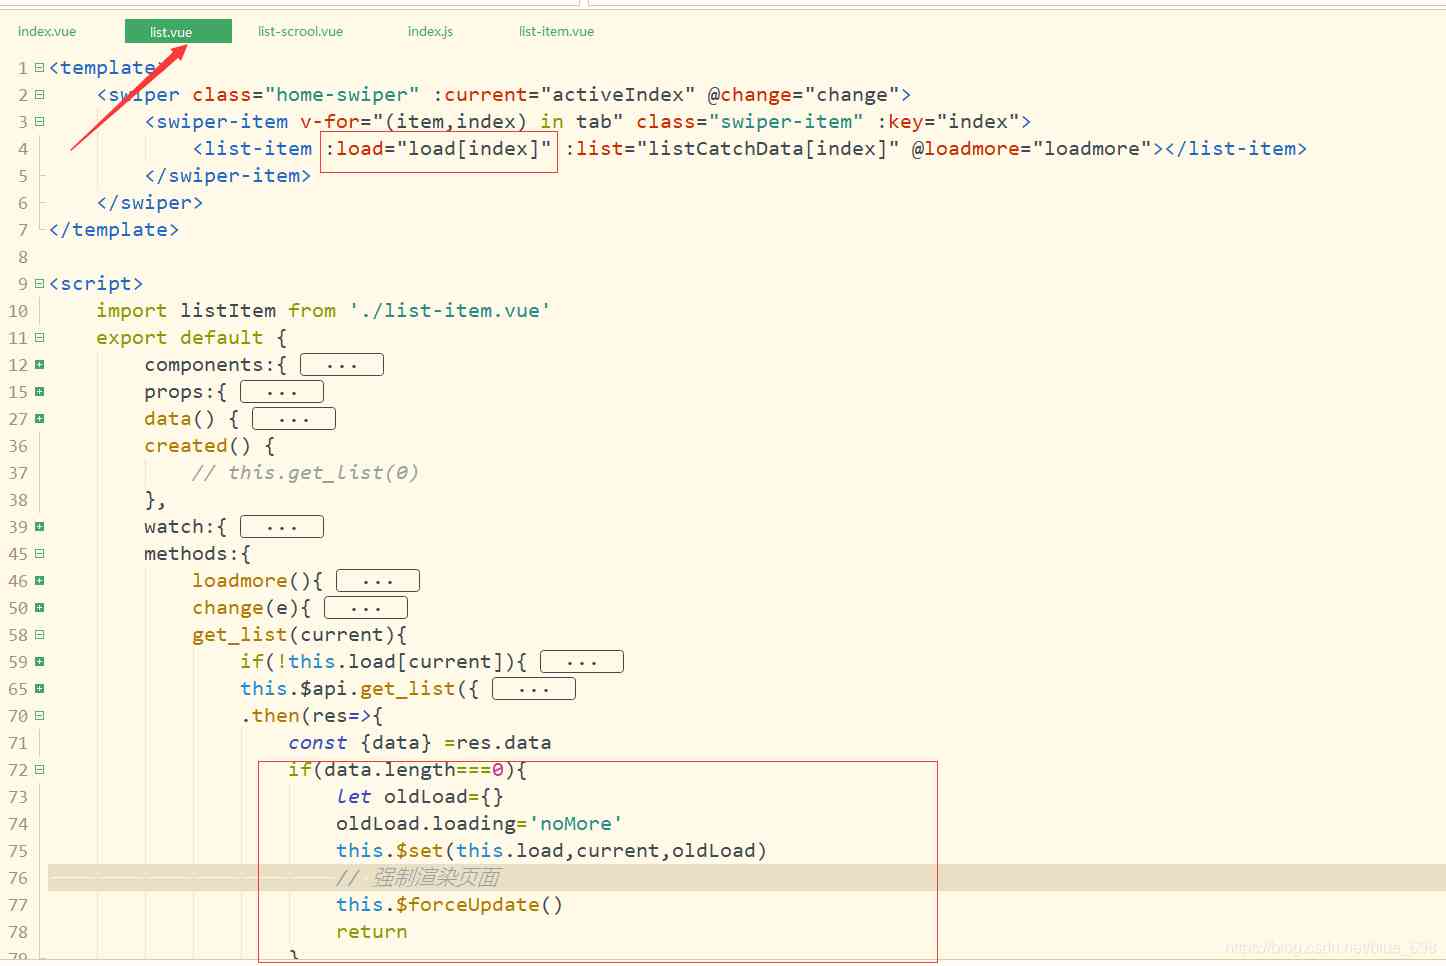 index.vue list.vue list-scrool.vue index.js list-item.vue
1 <template>
2 <swiper class="home-swiper" :current="activeIndex" @change="change">
3 <swiper-item v-for="(item,index) in tab" class="swiper-item" :key="index">
4 <list-item :load="load[index]" :list="listCatchData[index]" @loadmore="loadmore"></list-item>
5 </swiper-item>
6 </swiper>
7 </template>
8
9 <script>
10 import listItem from './list-item.vue'
11 export default {
12 components:{ ...
15 props:{ ...
27 data() { ...
36 created() {
37 // this.get_list(0)
38 },
39 watch:{ ...
45 methods:{
46 loadmore(){ ...
50 change(e){ ...
58 get_list(current){
59 if(!this.load[current]){ ...
65 this.$api.get_list({ ...
70 .then(res=>{
71 const {data} =res.data
72 if(data.length===0){
73 let oldLoad={}
74 oldLoad.loading='noMore'
75 this.$set(this.load,current,oldLoad)
76 // 强制渲染页面
77 this.$forceUpdate()
78 return
79 }